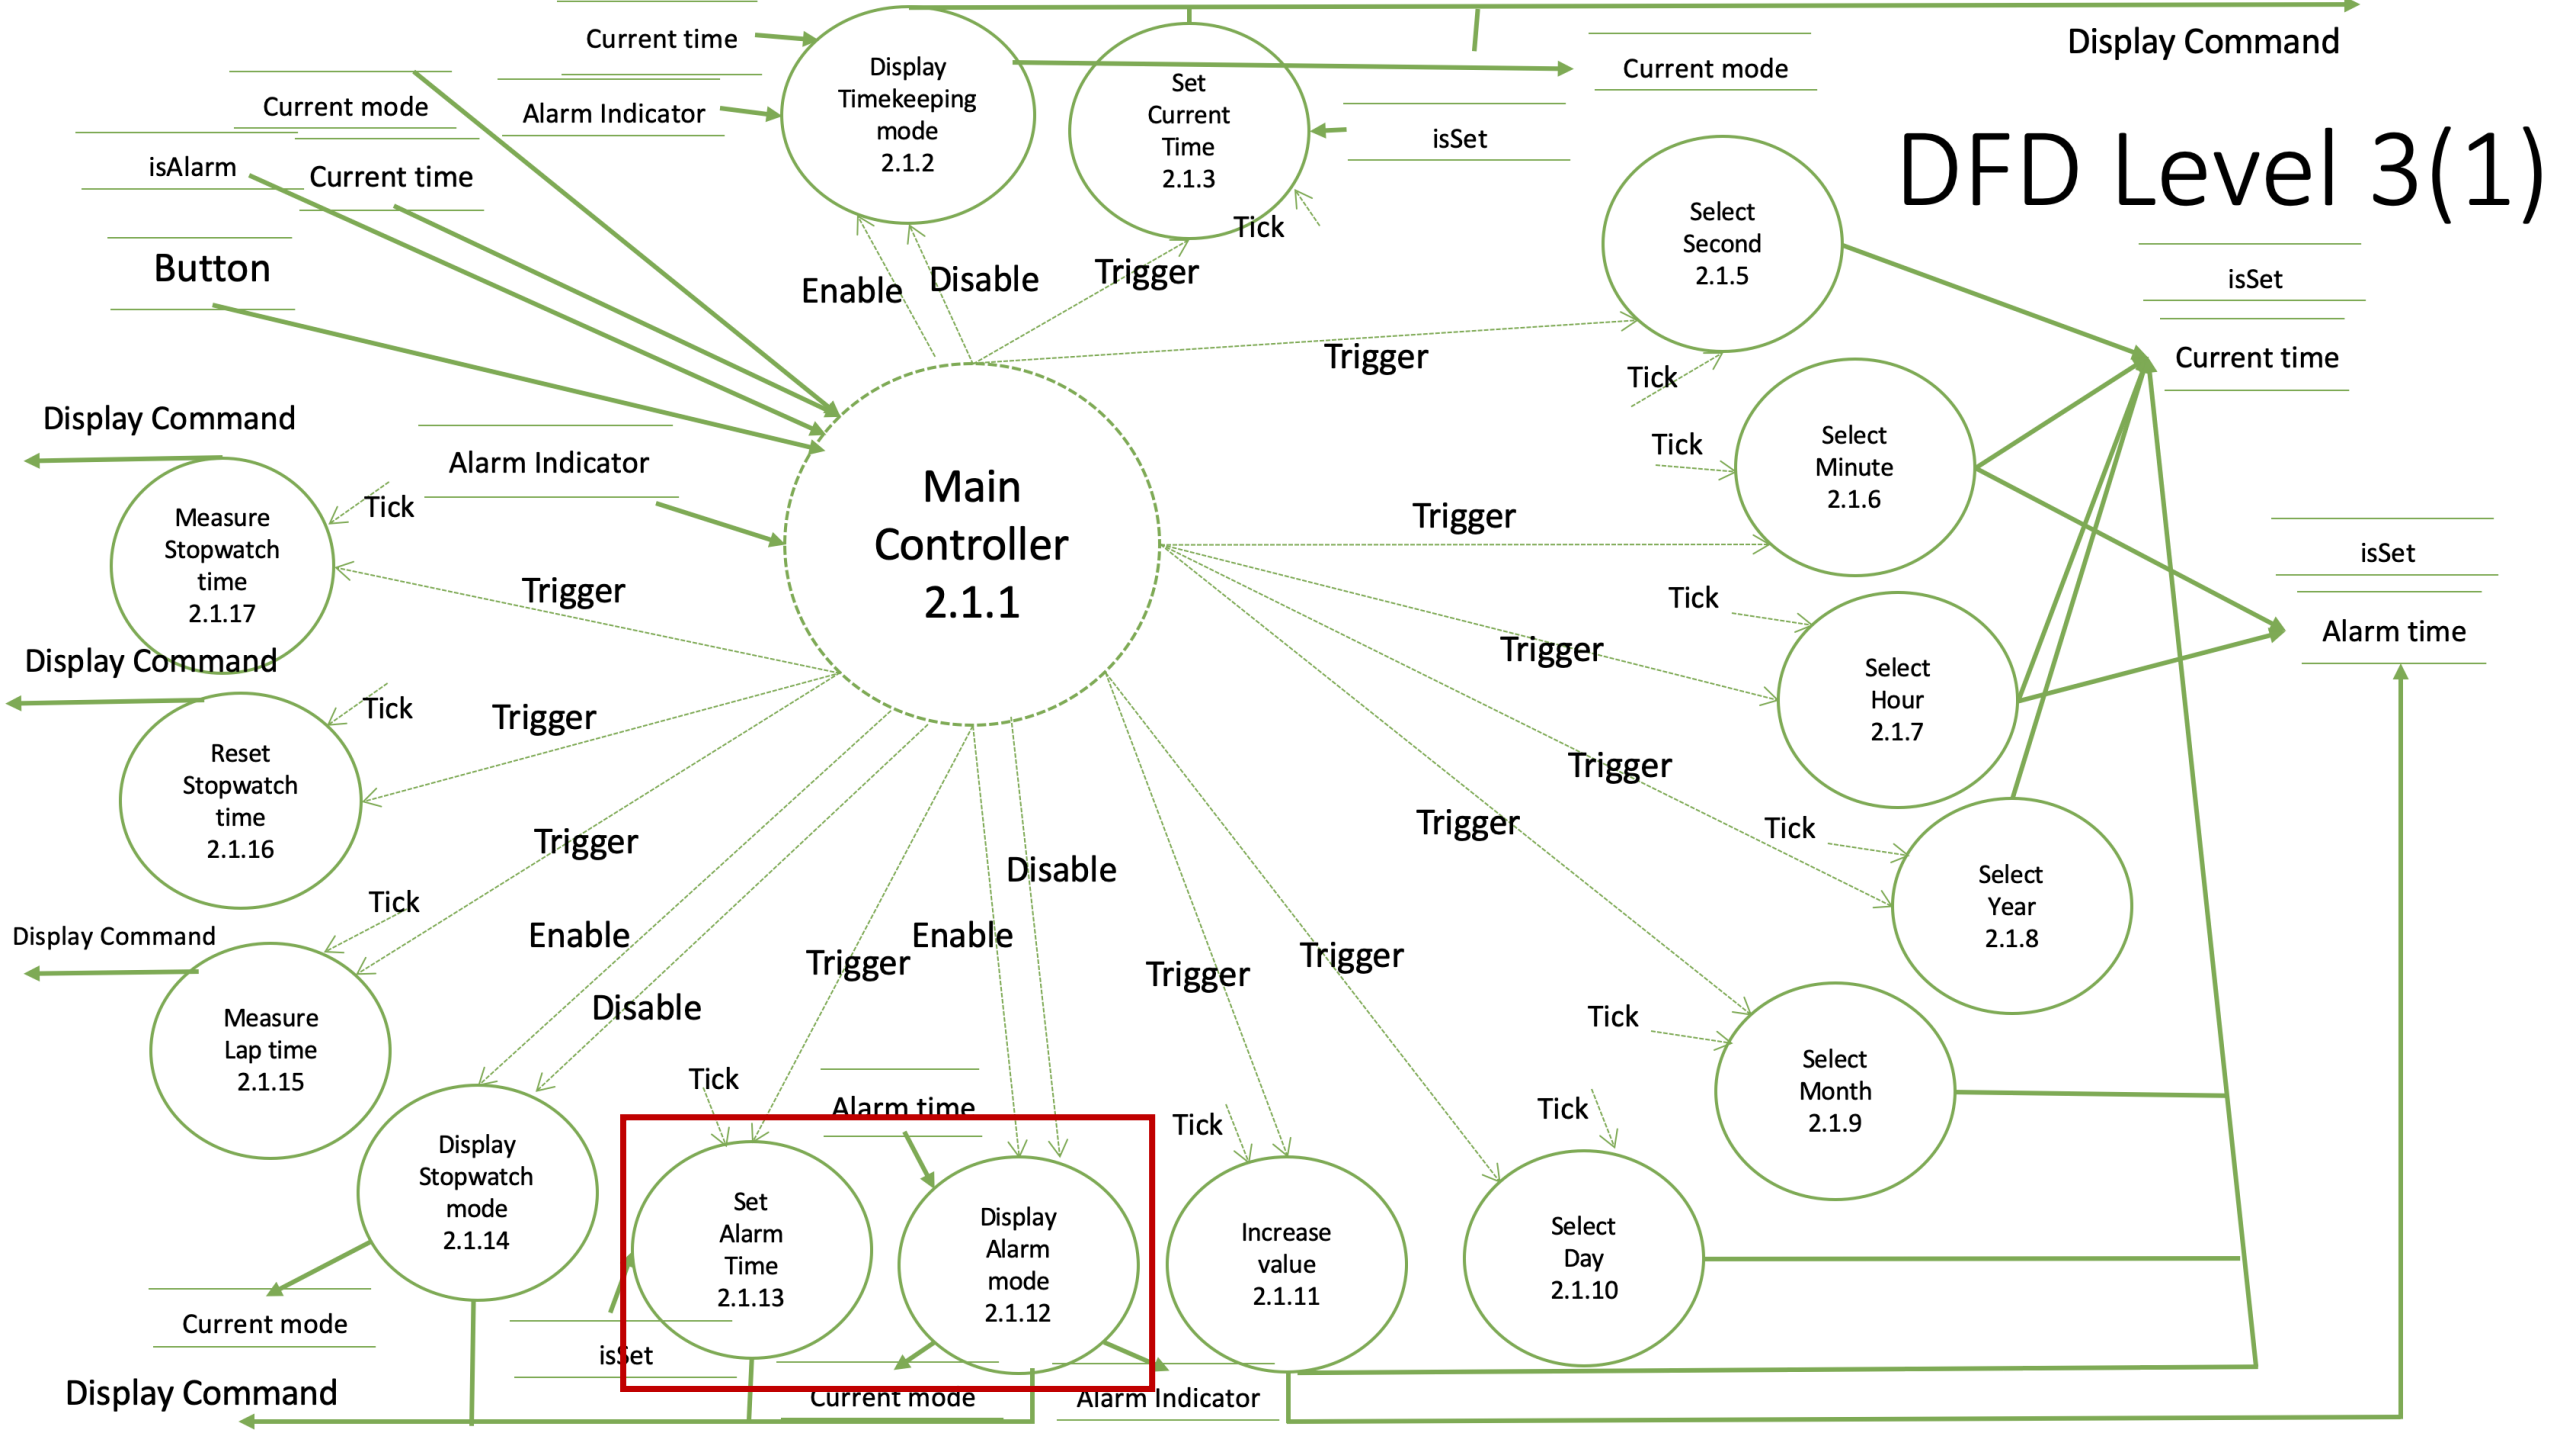 Current time
Display Command
Display
Timekeeping
mode
2.1.2
Current mode
Set
Current
Time
2.1.3
Current mode
Alarm Indicator
isSet
DFD Level 3(1)
isAlarm
Current time
Select
Second
2.1.5
Tick
Button
Enable
Disable
Trigger
isSet
Trigger
Current time
Tick
Display Command
Alarm Indicator
Tick
Select
Minute
2.1.6
Main
Controller
2.1.1
Tick
Measure
Stopwatch
time
2.1.17
Trigger
isSet
Trigger
Tick
Alarm time
Trigger
Display Command
Select
Hour
2.1.7
Tick
Trigger
Reset
Stopwatch
time
2.1.16
Trigger
Trigger
Trigger
Tick
Disable
Select
Year
2.1.8
Tick
Display Command
Enable
Trigger
Enable
Trigger
Trigger
Measure
Lap time
2.1.15
Disable
Tick
Select
Month
2.1.9
Tick
Alarm time
Tick
Tick
Display
Stopwatch
mode
2.1.14
Set
Alarm
Time
2.1.13
Display
Alarm
mode
2.1.12
Increase
value
2.1.11
Select
Day
2.1.10
Current mode
isSet
Display Command
Current mode
Alarm Indicator